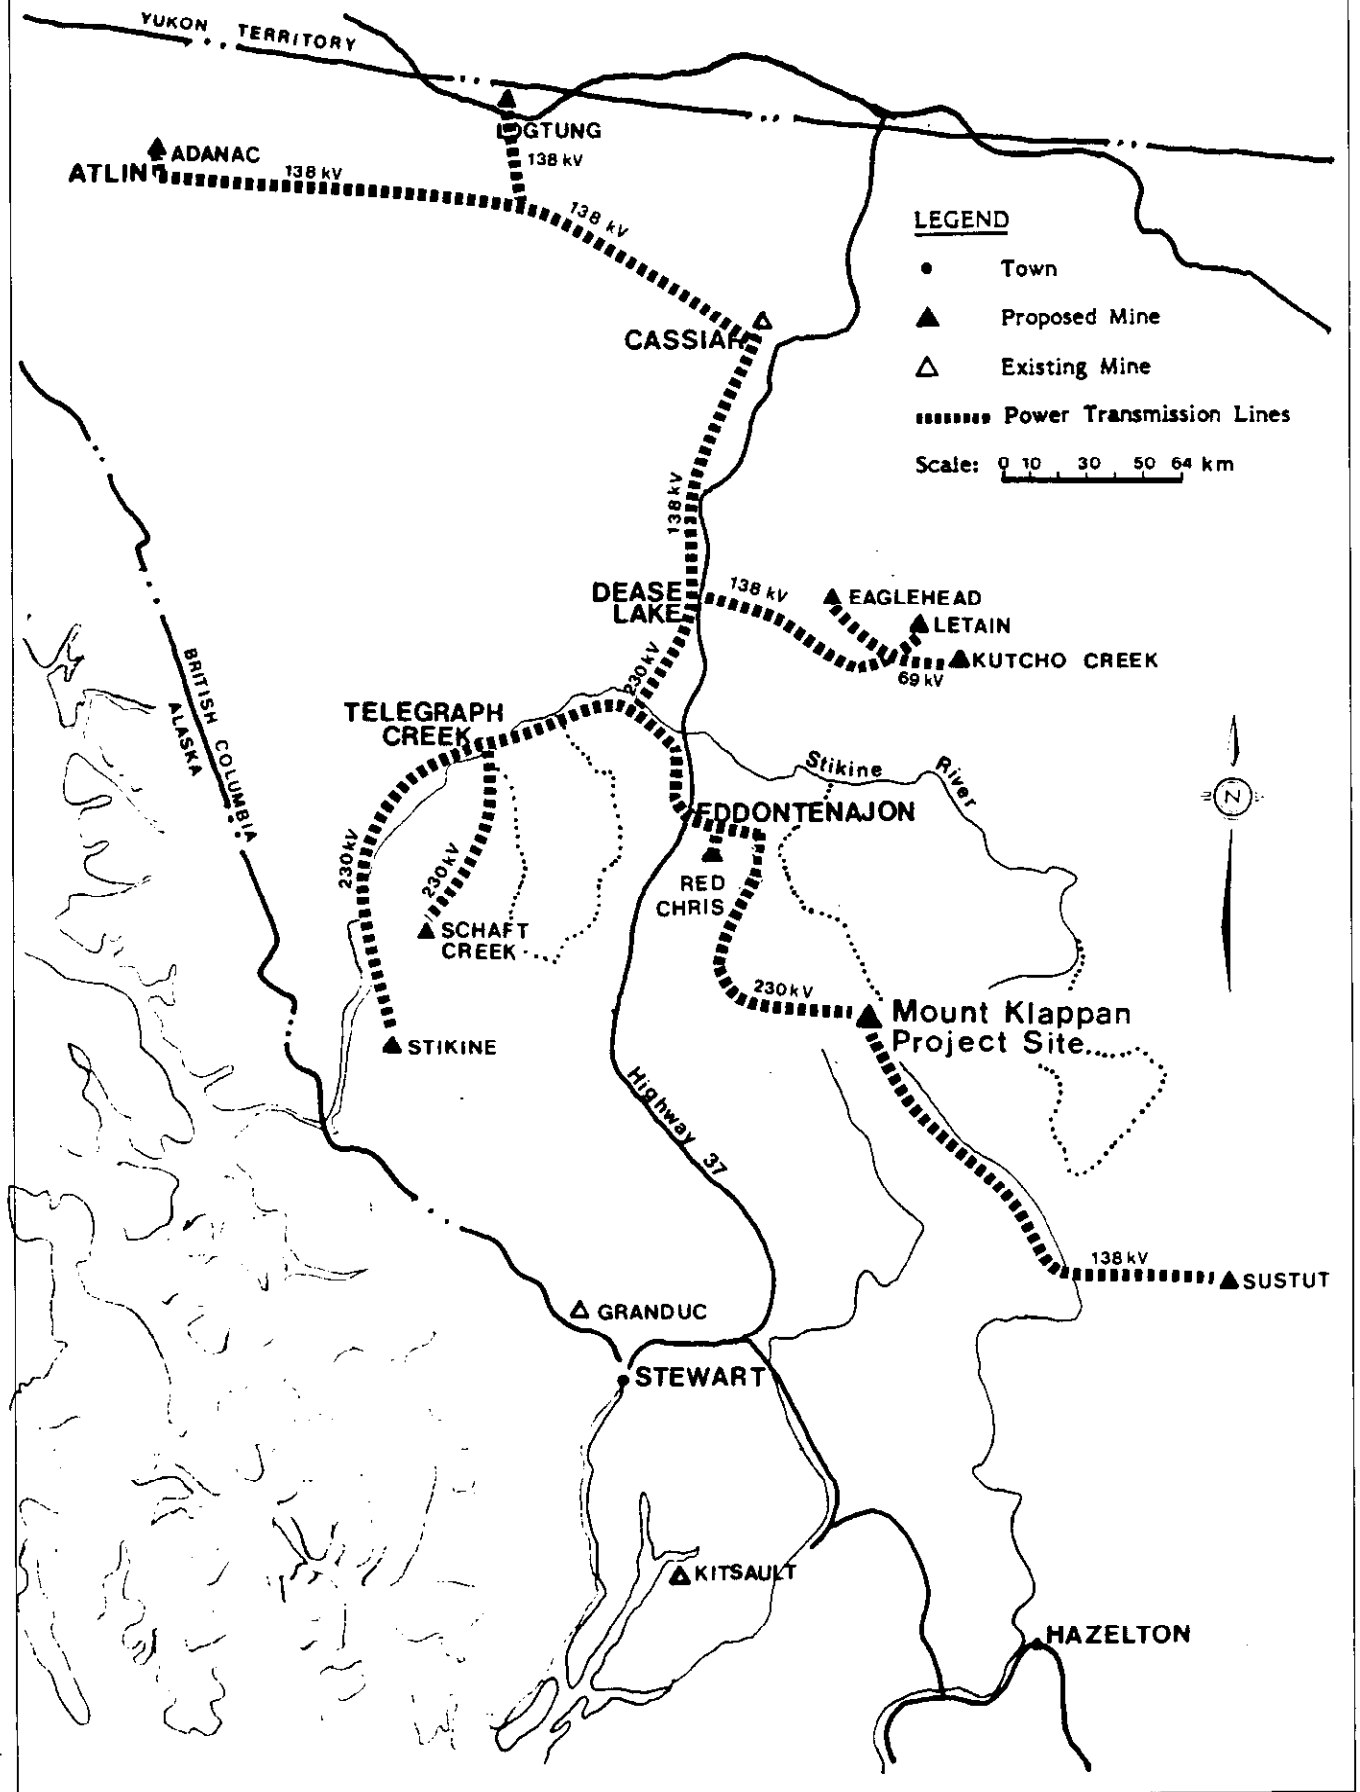 YUKON TERRITORY
LOGTUNG
138 kV
ADANAC
ATLIN
138 kV
138 kV
LEGEND
Town
Proposed Mine
Existing Mine
Power Transmission Lines
Scale: 0 10 30 50 64 km
CASSIAR
138 kV
DEASE
LAKE
138 kV
EAGLEHEAD
LETAIN
KUTCHO CREEK
69 kV
230 kV
BRITISH COLUMBIA
ALASKA
TELEGRAPH
CREEK
Stikine River
N
EDDONTENAJON
230 kV
230 kV
RED
CHRIS
SCHAFT
CREEK
230 kV
Mount Klappan
Project Site
STIKINE
Highway 37
138 kV
SUSTUT
GRANDUC
STEWART
KITSAULT
HAZELTON